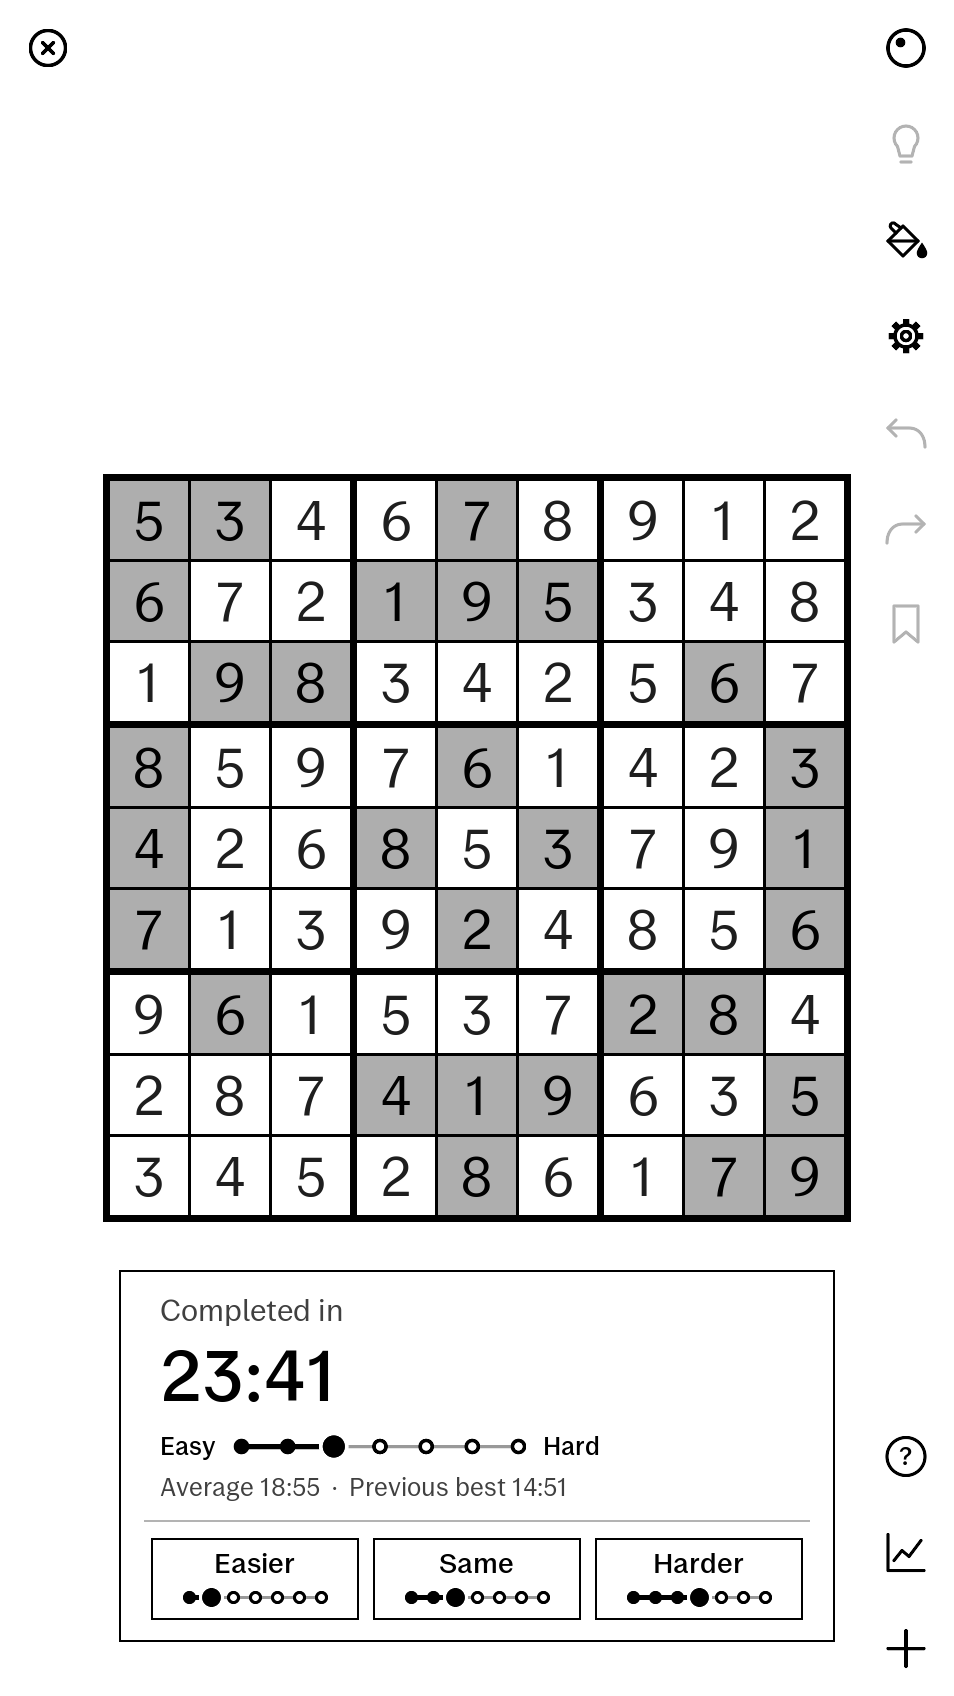 5 3 4 6 7 8 9 1 2
6 7 2 1 9 5 3 4 8
1 9 8 3 4 2 5 6 7
8 5 9 7 6 1 4 2 3
4 2 6 8 5 3 7 9 1
7 1 3 9 2 4 8 5 6
9 6 1 5 3 7 2 8 4
2 8 7 4 1 9 6 3 5
3 4 5 2 8 6 1 7 9
Completed in
23:41
Easy Hard
Average 18:55 · Previous best 14:51
?
Easier Same Harder